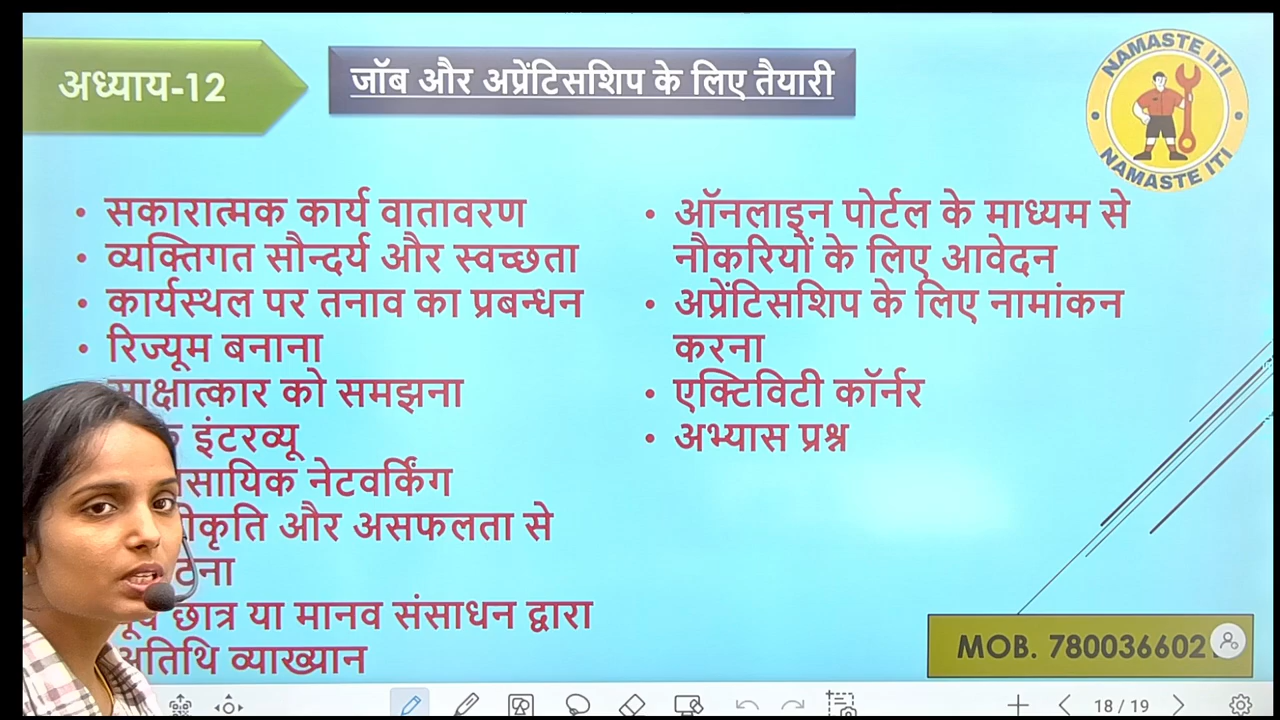 अध्याय-12
जॉब और अप्रेंटिसशिप के लिए तैयारी
NAMASTE ITI
NAMASTE ITI
• सकारात्मक कार्य वातावरण
• व्यक्तिगत सौन्दर्य और स्वच्छता
• कार्यस्थल पर तनाव का प्रबन्धन
• रिज्यूम बनाना
को समझना
इंटरव्यू
नेटवर्किंग
और असफलता से
छात्र या मानव संसाधन द्वारा
अतिथि व्याख्यान
• ऑनलाइन पोर्टल के माध्यम से
नौकरियों के लिए आवेदन
• अप्रेंटिसशिप के लिए नामांकन
करना
• एक्टिविटी कॉर्नर
• अभ्यास प्रश्न
MOB. 780036602
18 / 19